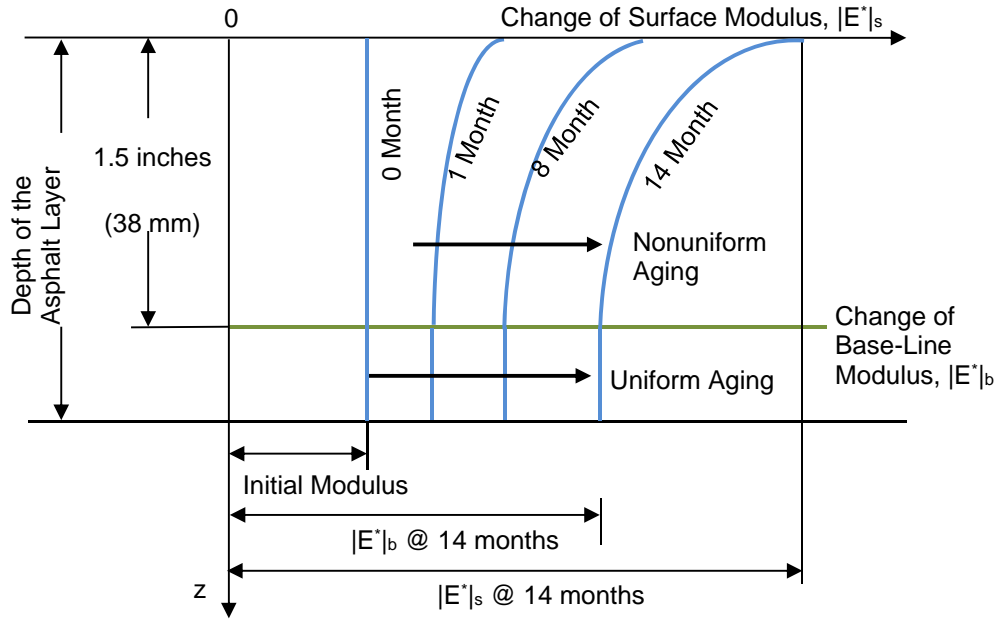 0
Change of Surface Modulus, |E*|s
Depth of the
Asphalt Layer
1.5 inches
(38 mm)
0 Month
1 Month
8 Month
14 Month
Nonuniform
Aging
Change of
Base-Line
Modulus, |E*|b
Uniform Aging
Initial Modulus
|E*|b @ 14 months
z
|E*|s @ 14 months